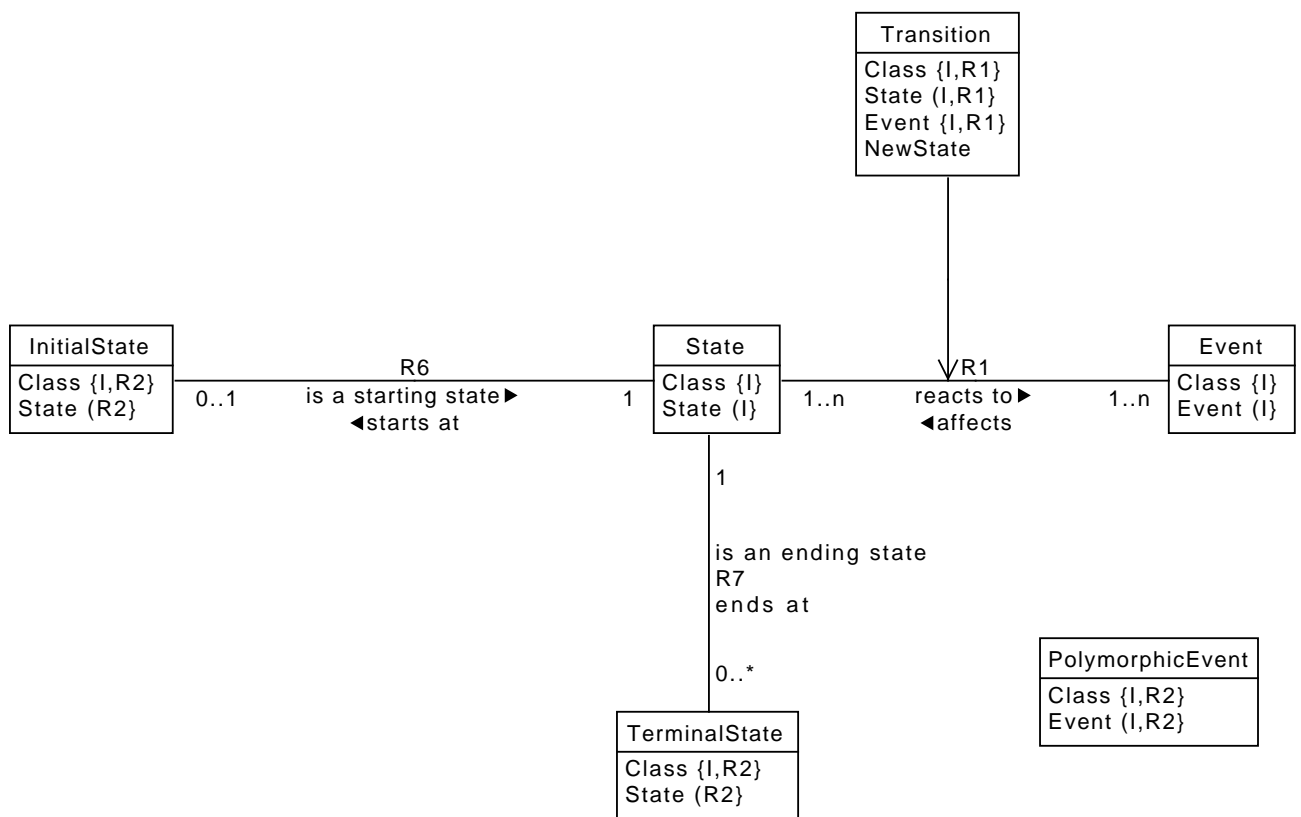 Transition
Class {I,R1}
State (I,R1}
Event {I,R1}
NewState
InitialState
Class {I,R2}
State (R2}
0..1
R6
is a starting state▶
◀starts at
1
State
Class {I}
State (I}
1..n
R1
reacts to▶
◀affects
1..n
Event
Class {I}
Event (I}
1
is an ending state
R7
ends at
0..*
TerminalState
Class {I,R2}
State (R2}
PolymorphicEvent
Class {I,R2}
Event (I,R2}